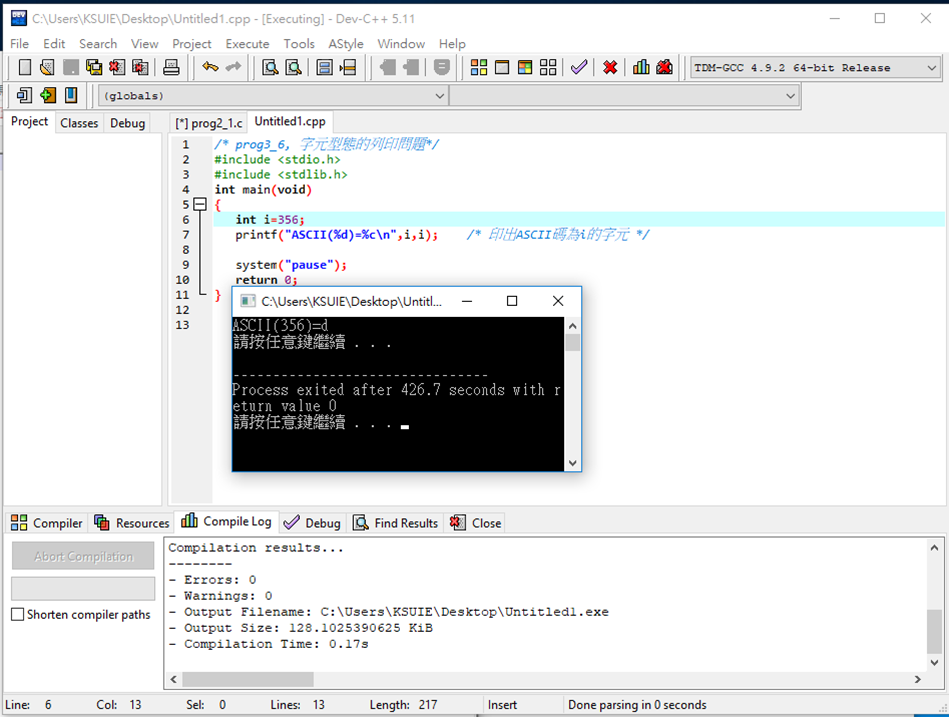 C:\Users\KSUIE\Desktop\Untitled1.cpp - [Executing] - Dev-C++ 5.11
File Edit Search View Project Execute Tools AStyle Window Help
TDM-GCC 4.9.2 64-bit Release
(globals)
Project Classes Debug
[*] prog2_1.c Untitled1.cpp
1 /* prog3_6, 字元型態的列印問題*/
2 #include <stdio.h>
3 #include <stdlib.h>
4 int main(void)
5 {
6 int i=356;
7 printf("ASCII(%d)=%c\n",i,i); /* 印出ASCII碼為i的字元 */
8
9 system("pause");
10 return 0;
11 }
12
13
C:\Users\KSUIE\Desktop\Untitl...
ASCII(356)=d
請按任意鍵繼續 . . .
--------------------------------
Process exited after 426.7 seconds with r
eturn value 0
請按任意鍵繼續 . . .
Compiler Resources Compile Log Debug Find Results Close
Abort Compilation
Shorten compiler paths
Compilation results...
--------
- Errors: 0
- Warnings: 0
- Output Filename: C:\Users\KSUIE\Desktop\Untitled1.exe
- Output Size: 128.1025390625 KiB
- Compilation Time: 0.17s
Line: 6 Col: 13 Sel: 0 Lines: 13 Length: 217 Insert Done parsing in 0 seconds